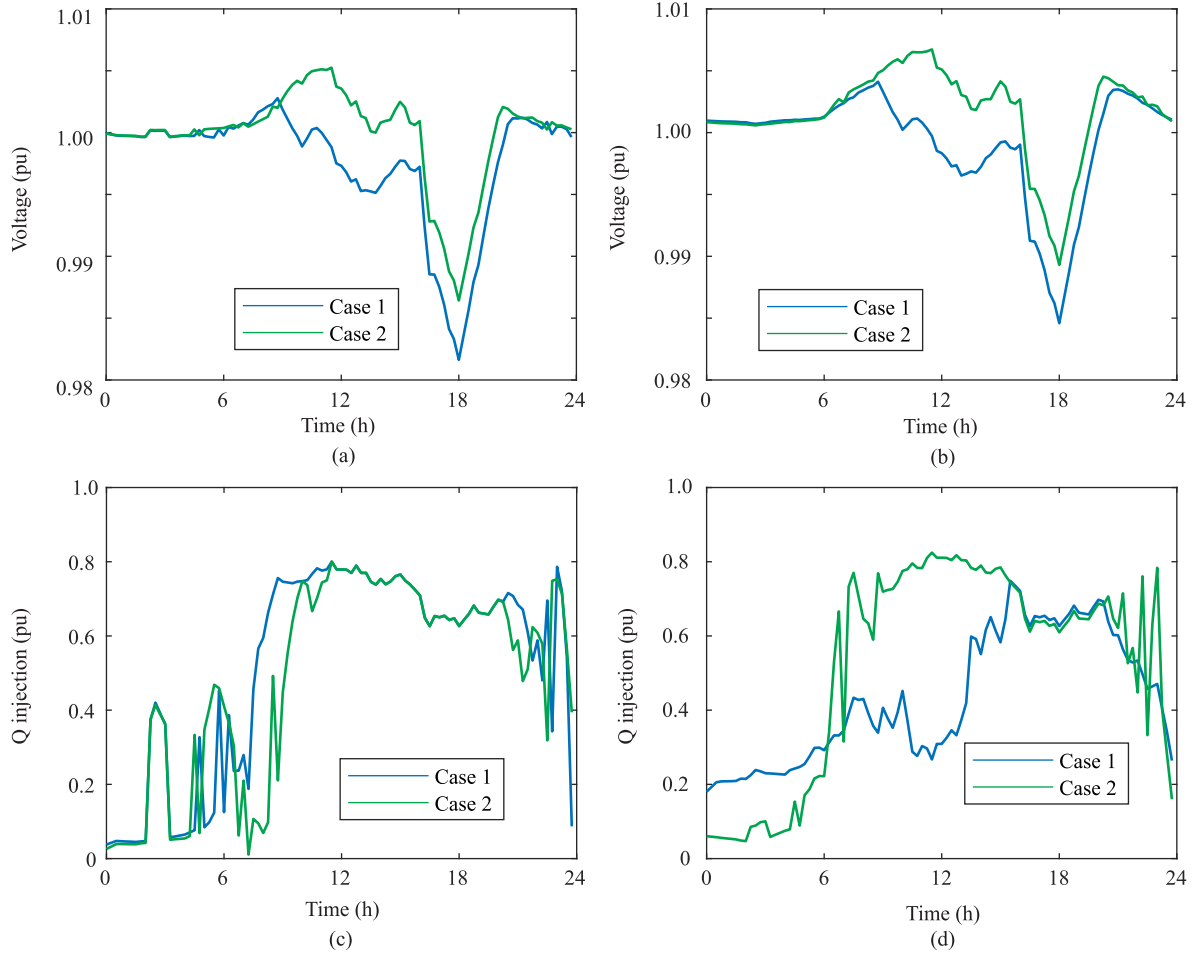 1.01
1.00
0.99
0.98
Voltage (pu)
Case 1
Case 2
0
6
12
18
24
Time (h)
(a)
1.01
1.00
0.99
0.98
Voltage (pu)
Case 1
Case 2
0
6
12
18
24
Time (h)
(b)
1.0
0.8
0.6
0.4
0.2
0
Q injection (pu)
Case 1
Case 2
0
6
12
18
24
Time (h)
(c)
1.0
0.8
0.6
0.4
0.2
0
Q injection (pu)
Case 1
Case 2
0
6
12
18
24
Time (h)
(d)